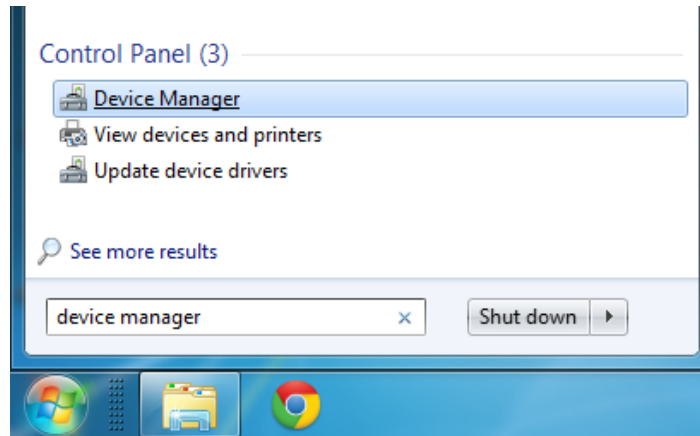 Control Panel (3)
Device Manager
View devices and printers
Update device drivers
See more results
device manager
Shut down